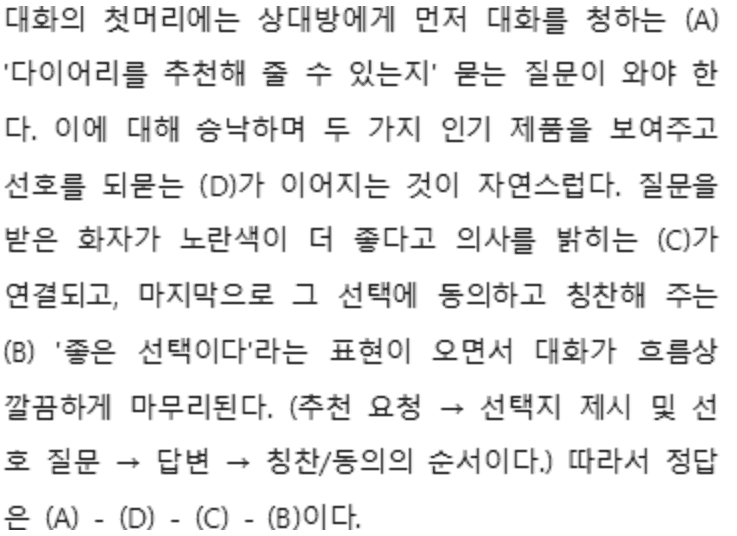 대화의 첫머리에는 상대방에게 먼저 대화를 청하는 (A)
'다이어리를 추천해 줄 수 있는지' 묻는 질문이 와야 한
다. 이에 대해 승낙하며 두 가지 인기 제품을 보여주고
선호를 되묻는 (D)가 이어지는 것이 자연스럽다. 질문을
받은 화자가 노란색이 더 좋다고 의사를 밝히는 (C)가
연결되고, 마지막으로 그 선택에 동의하고 칭찬해 주는
(B) '좋은 선택이다'라는 표현이 오면서 대화가 흐름상
깔끔하게 마무리된다. (추천 요청 → 선택지 제시 및 선
호 질문 → 답변 → 칭찬/동의의 순서이다.) 따라서 정답
은 (A) - (D) - (C) - (B)이다.